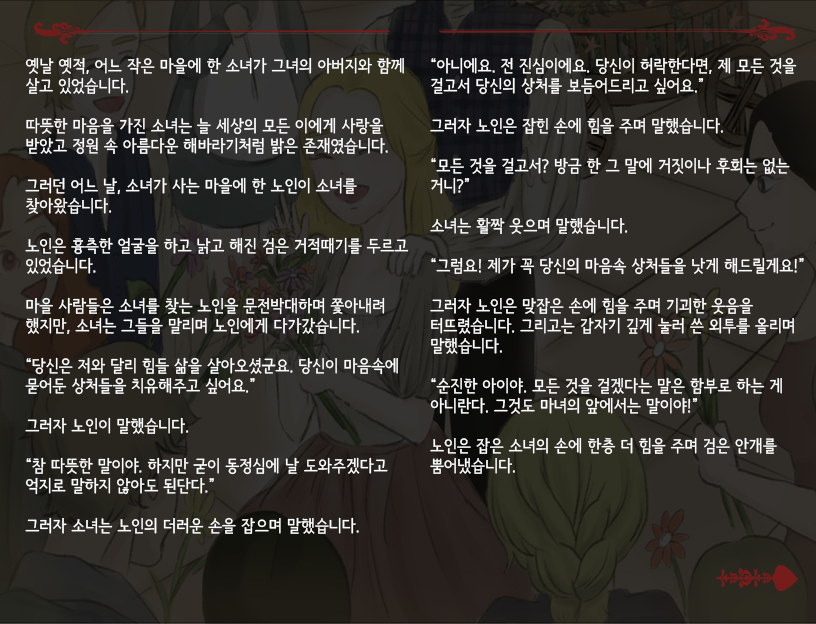 옛날 옛적, 어느 작은 마을에 한 소녀가 그녀의 아버지와 함께
살고 있었습니다.
따뜻한 마음을 가진 소녀는 늘 세상의 모든 이에게 사랑을
받았고 정원 속 아름다운 해바라기처럼 밝은 존재였습니다.
그러던 어느 날, 소녀가 사는 마을에 한 노인이 소녀를
찾아왔습니다.
노인은 흉측한 얼굴을 하고 낡고 해진 검은 거적때기를 두르고
있었습니다.
마을 사람들은 소녀를 찾는 노인을 문전박대하며 쫓아내려
했지만, 소녀는 그들을 말리며 노인에게 다가갔습니다.
“당신은 저와 달리 힘들 삶을 살아오셨군요. 당신이 마음속에
묻어둔 상처들을 치유해주고 싶어요.”
그러자 노인이 말했습니다.
“참 따뜻한 말이야. 하지만 굳이 동정심에 날 도와주겠다고
억지로 말하지 않아도 된단다.”
그러자 소녀는 노인의 더러운 손을 잡으며 말했습니다.
“아니에요. 전 진심이에요. 당신이 허락한다면, 제 모든 것을
걸고서 당신의 상처를 보듬어드리고 싶어요.”
그러자 노인은 잡힌 손에 힘을 주며 말했습니다.
“모든 것을 걸고서? 방금 한 그 말에 거짓이나 후회는 없는
거니?”
소녀는 활짝 웃으며 말했습니다.
“그럼요! 제가 꼭 당신의 마음속 상처들을 낫게 해드릴게요!”
그러자 노인은 맞잡은 손에 힘을 주며 기괴한 웃음을
터뜨렸습니다. 그리고는 갑자기 깊게 눌러 쓴 외투를 올리며
말했습니다.
“순진한 아이야. 모든 것을 걸겠다는 말은 함부로 하는 게
아니란다. 그것도 마녀의 앞에서는 말이야!”
노인은 잡은 소녀의 손에 한층 더 힘을 주며 검은 안개를
뿜어냈습니다.